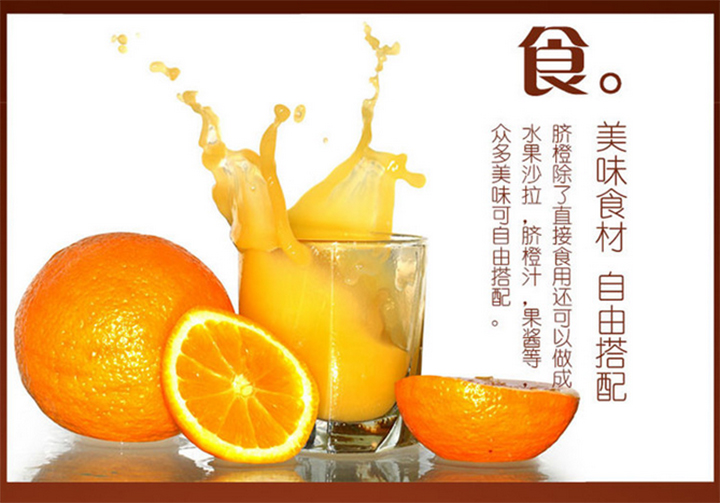 食。
美味食材 自由搭配
脐橙除了直接食用还可以做成
水果沙拉，脐橙汁，果酱等
众多美味可自由搭配。